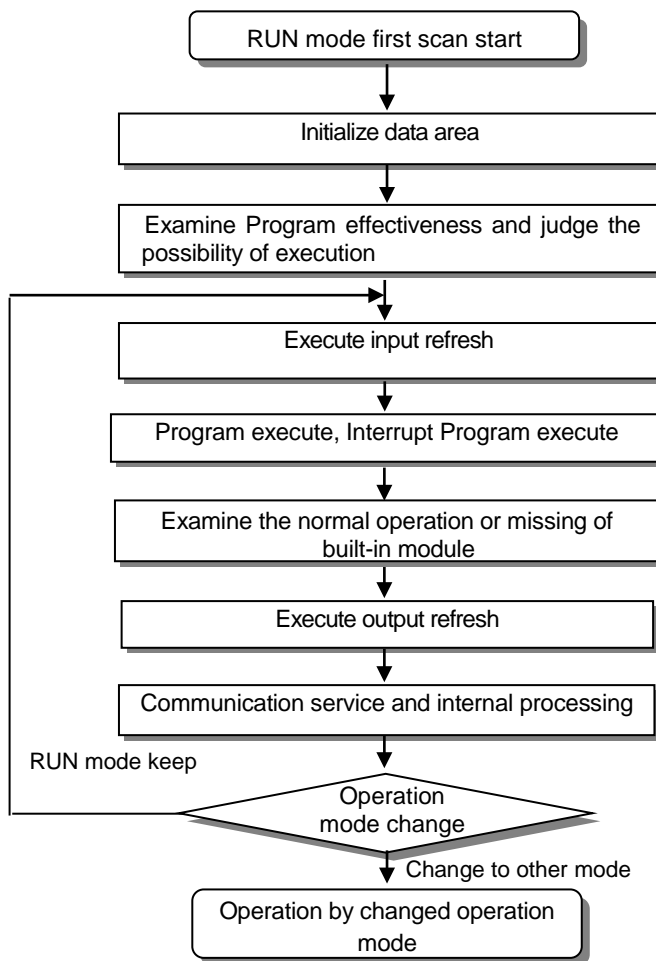 RUN mode first scan start
Initialize data area
Examine Program effectiveness and judge the
possibility of execution
Execute input refresh
Program execute, Interrupt Program execute
Examine the normal operation or missing of
built-in module
Execute output refresh
Communication service and internal processing
RUN mode keep
Operation
mode change
Change to other mode
Operation by changed operation
mode